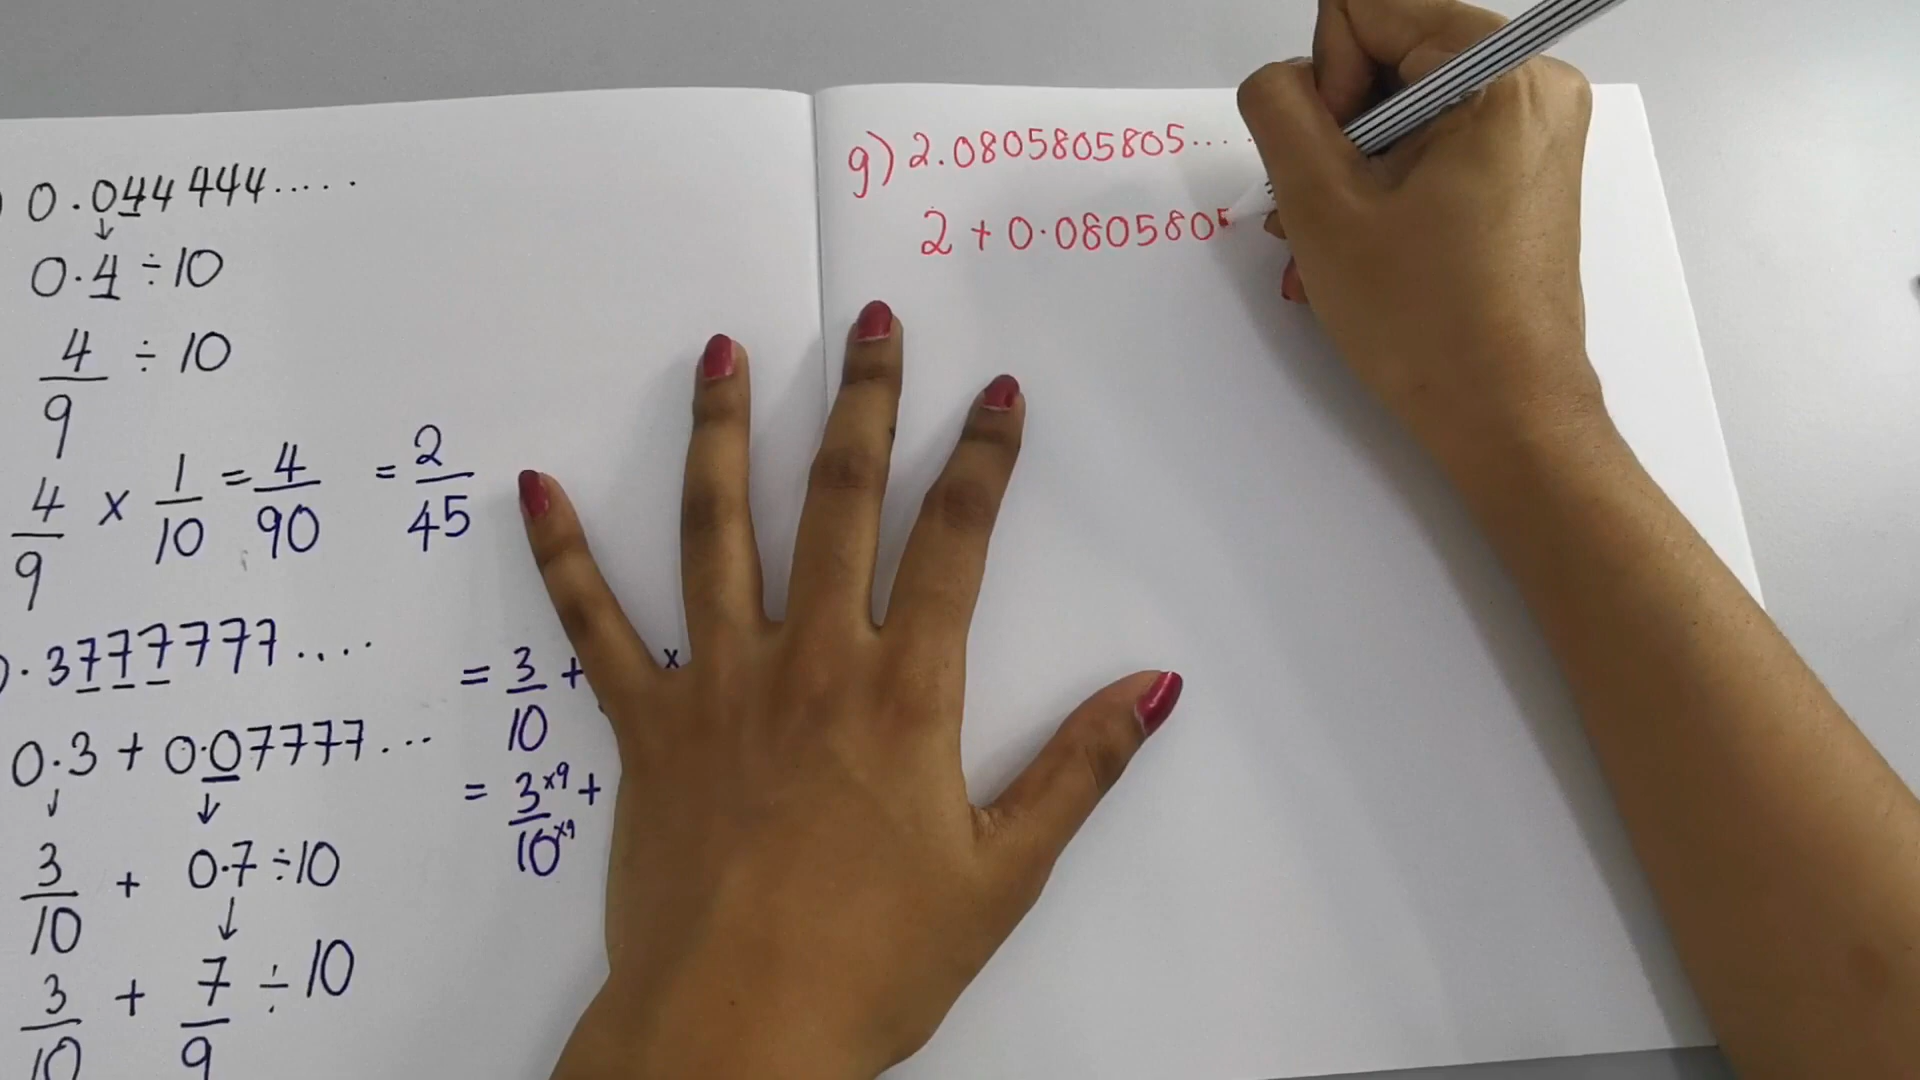 0.044444.....
0.4 ÷ 10
4/9 ÷ 10
4/9 × 1/10 = 4/90 = 2/45
.3777777....
0.3 + 0.07777...
3/10 + 0.7 ÷ 10
3/10 + 7/9 ÷ 10
= 3/10 +
×
= 3×9/10×9 +
g) 2.0805805805....
2 + 0.0805805